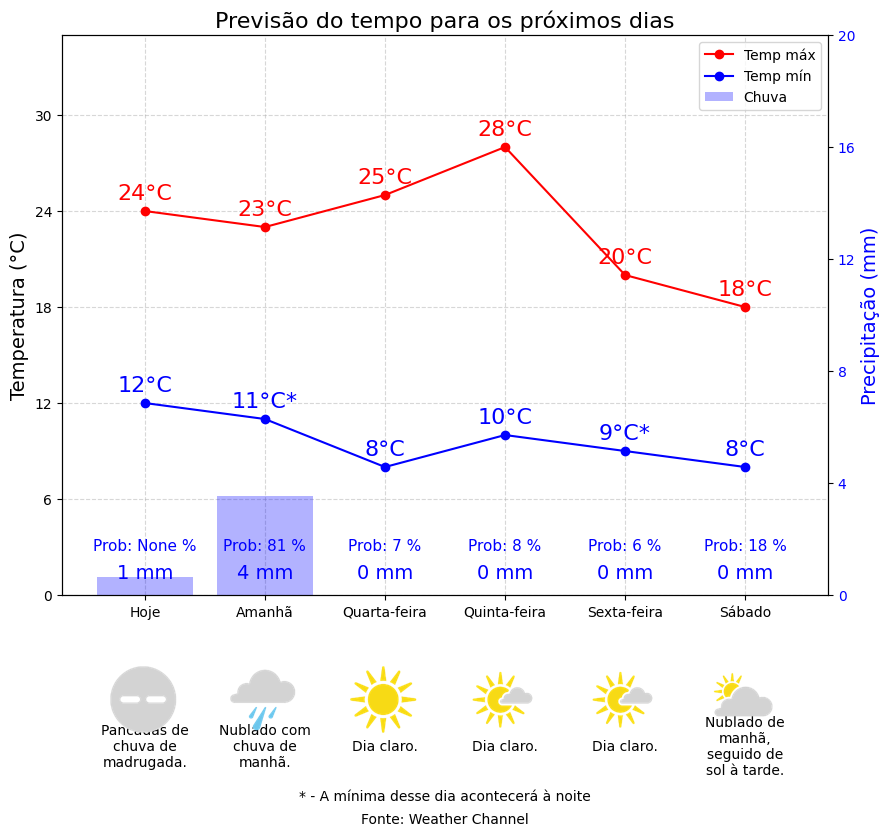 Previsão do tempo para os próximos dias
Temp máx
Temp mín
Chuva
Temperatura (°C)
Precipitação (mm)
30
24
18
12
6
0
20
16
12
8
4
0
24°C
23°C
25°C
28°C
20°C
18°C
12°C
11°C*
8°C
10°C
9°C*
8°C
Prob: None %
Prob: 81 %
Prob: 7 %
Prob: 8 %
Prob: 6 %
Prob: 18 %
1 mm
4 mm
0 mm
0 mm
0 mm
0 mm
Hoje
Amanhã
Quarta-feira
Quinta-feira
Sexta-feira
Sábado
Pancadas de
chuva de
madrugada.
Nublado com
chuva de
manhã.
Dia claro.
Dia claro.
Dia claro.
Nublado de
manhã,
seguido de
sol à tarde.
* - A mínima desse dia acontecerá à noite
Fonte: Weather Channel